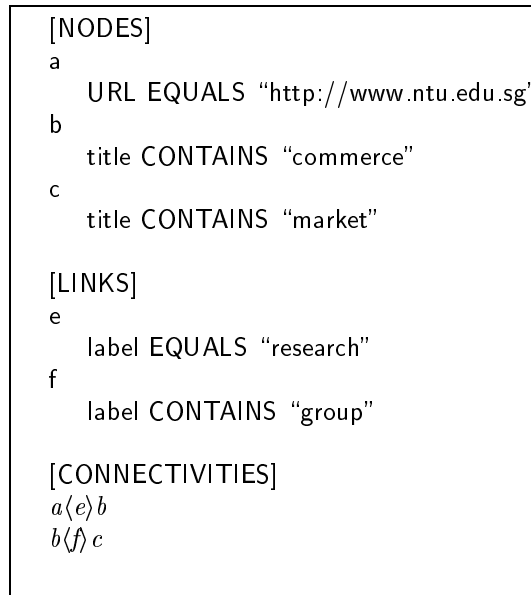 [NODES]
a
URL EQUALS “http://www.ntu.edu.sg”
b
title CONTAINS “commerce”
c
title CONTAINS “market”
[LINKS]
e
label EQUALS “research”
f
label CONTAINS “group”
[CONNECTIVITIES]
a⟨e⟩b
b⟨f⟩c